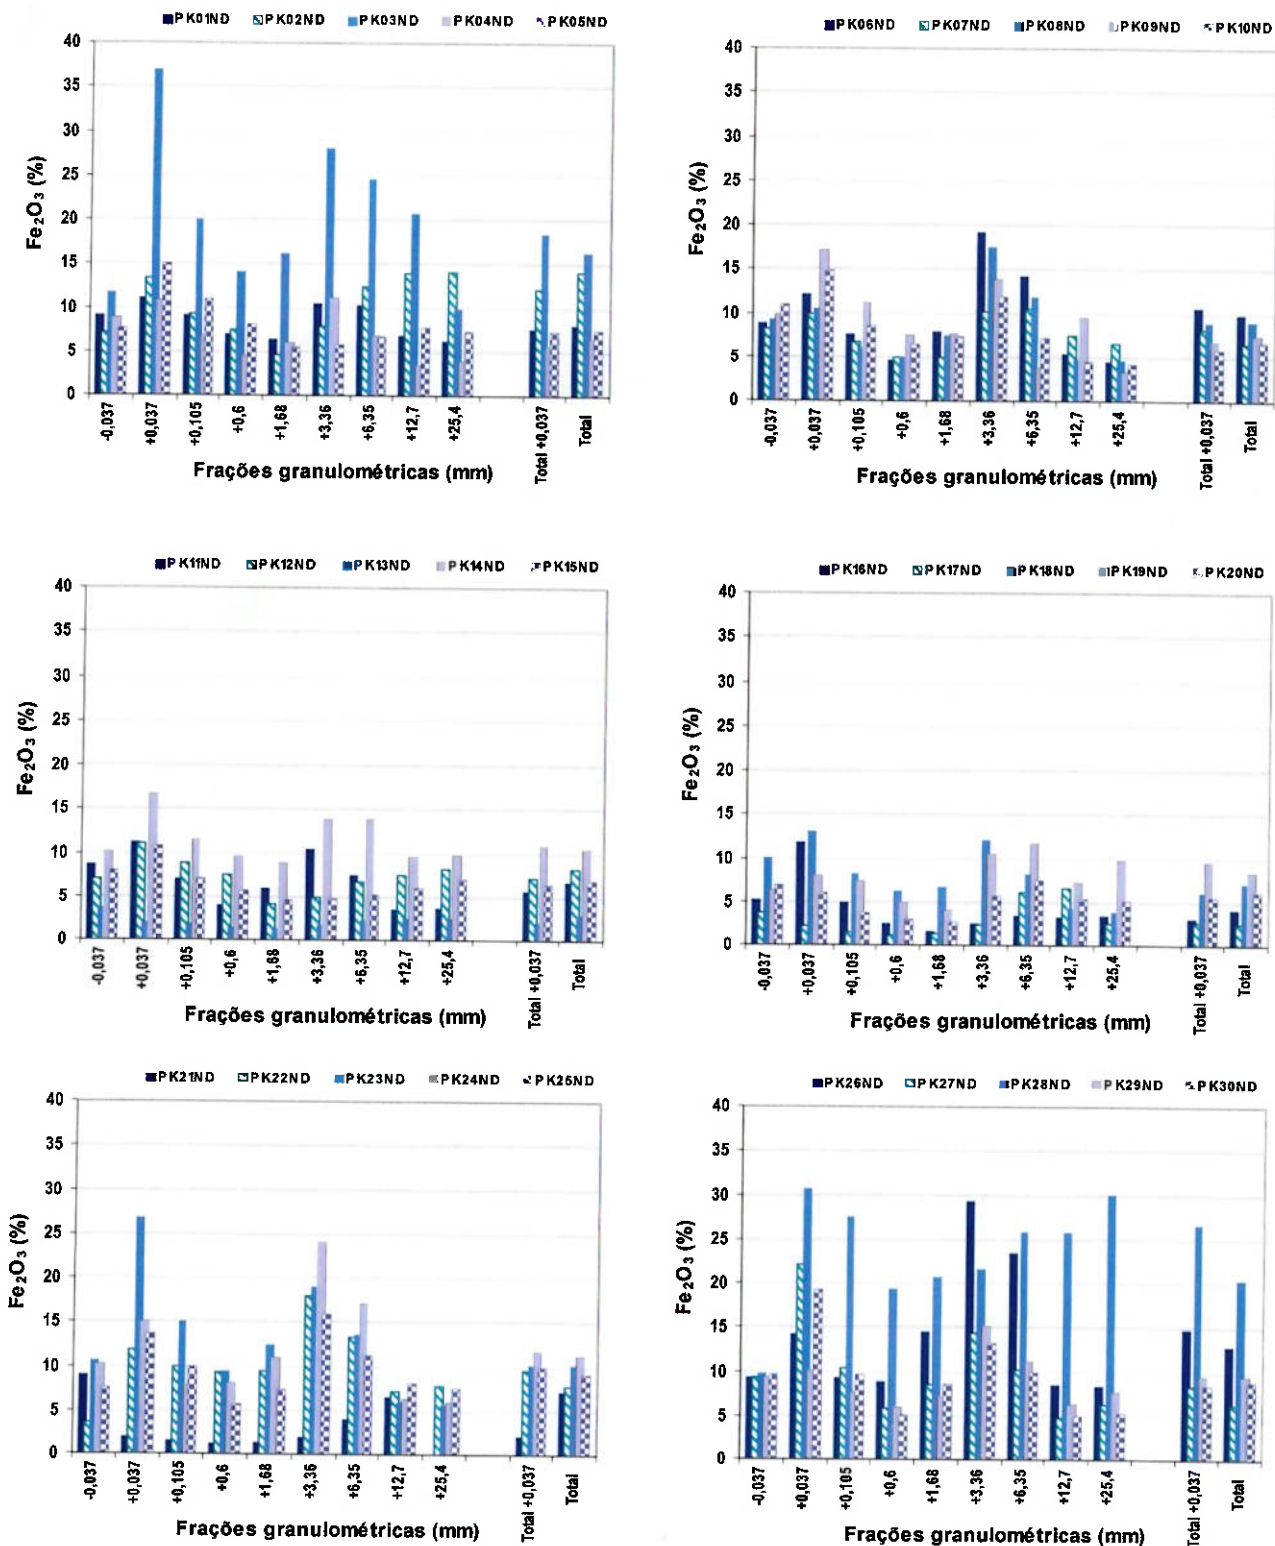 PK01ND PK02ND PK03ND PK04ND PK05ND
40
35
30
25
20
15
10
5
0
Fe₂O₃ (%)
-0,037 +0,037 +0,105 +0,6 +1,68 +3,36 +6,35 +12,7 +25,4 Total +0,037 Total
Frações granulométricas (mm)
PK06ND PK07ND PK08ND PK09ND PK10ND
40
35
30
25
20
15
10
5
0
Fe₂O₃ (%)
-0,037 +0,037 +0,105 +0,6 +1,68 +3,36 +6,35 +12,7 +25,4 Total +0,037 Total
Frações granulométricas (mm)
PK11ND PK12ND PK13ND PK14ND PK15ND
40
35
30
25
20
15
10
5
0
Fe₂O₃ (%)
-0,037 +0,037 +0,105 +0,6 +1,68 +3,36 +6,35 +12,7 +25,4 Total +0,037 Total
Frações granulométricas (mm)
PK16ND PK17ND PK18ND PK19ND PK20ND
40
35
30
25
20
15
10
5
0
Fe₂O₃ (%)
-0,037 +0,037 +0,105 +0,6 +1,68 +3,36 +6,35 +12,7 +25,4 Total +0,037 Total
Frações granulométricas (mm)
PK21ND PK22ND PK23ND PK24ND PK25ND
40
35
30
25
20
15
10
5
0
Fe₂O₃ (%)
-0,037 +0,037 +0,105 +0,6 +1,68 +3,36 +6,35 +12,7 +25,4 Total +0,037 Total
Frações granulométricas (mm)
PK26ND PK27ND PK28ND PK29ND PK30ND
40
35
30
25
20
15
10
5
0
Fe₂O₃ (%)
-0,037 +0,037 +0,105 +0,6 +1,68 +3,36 +6,35 +12,7 +25,4 Total +0,037 Total
Frações granulométricas (mm)